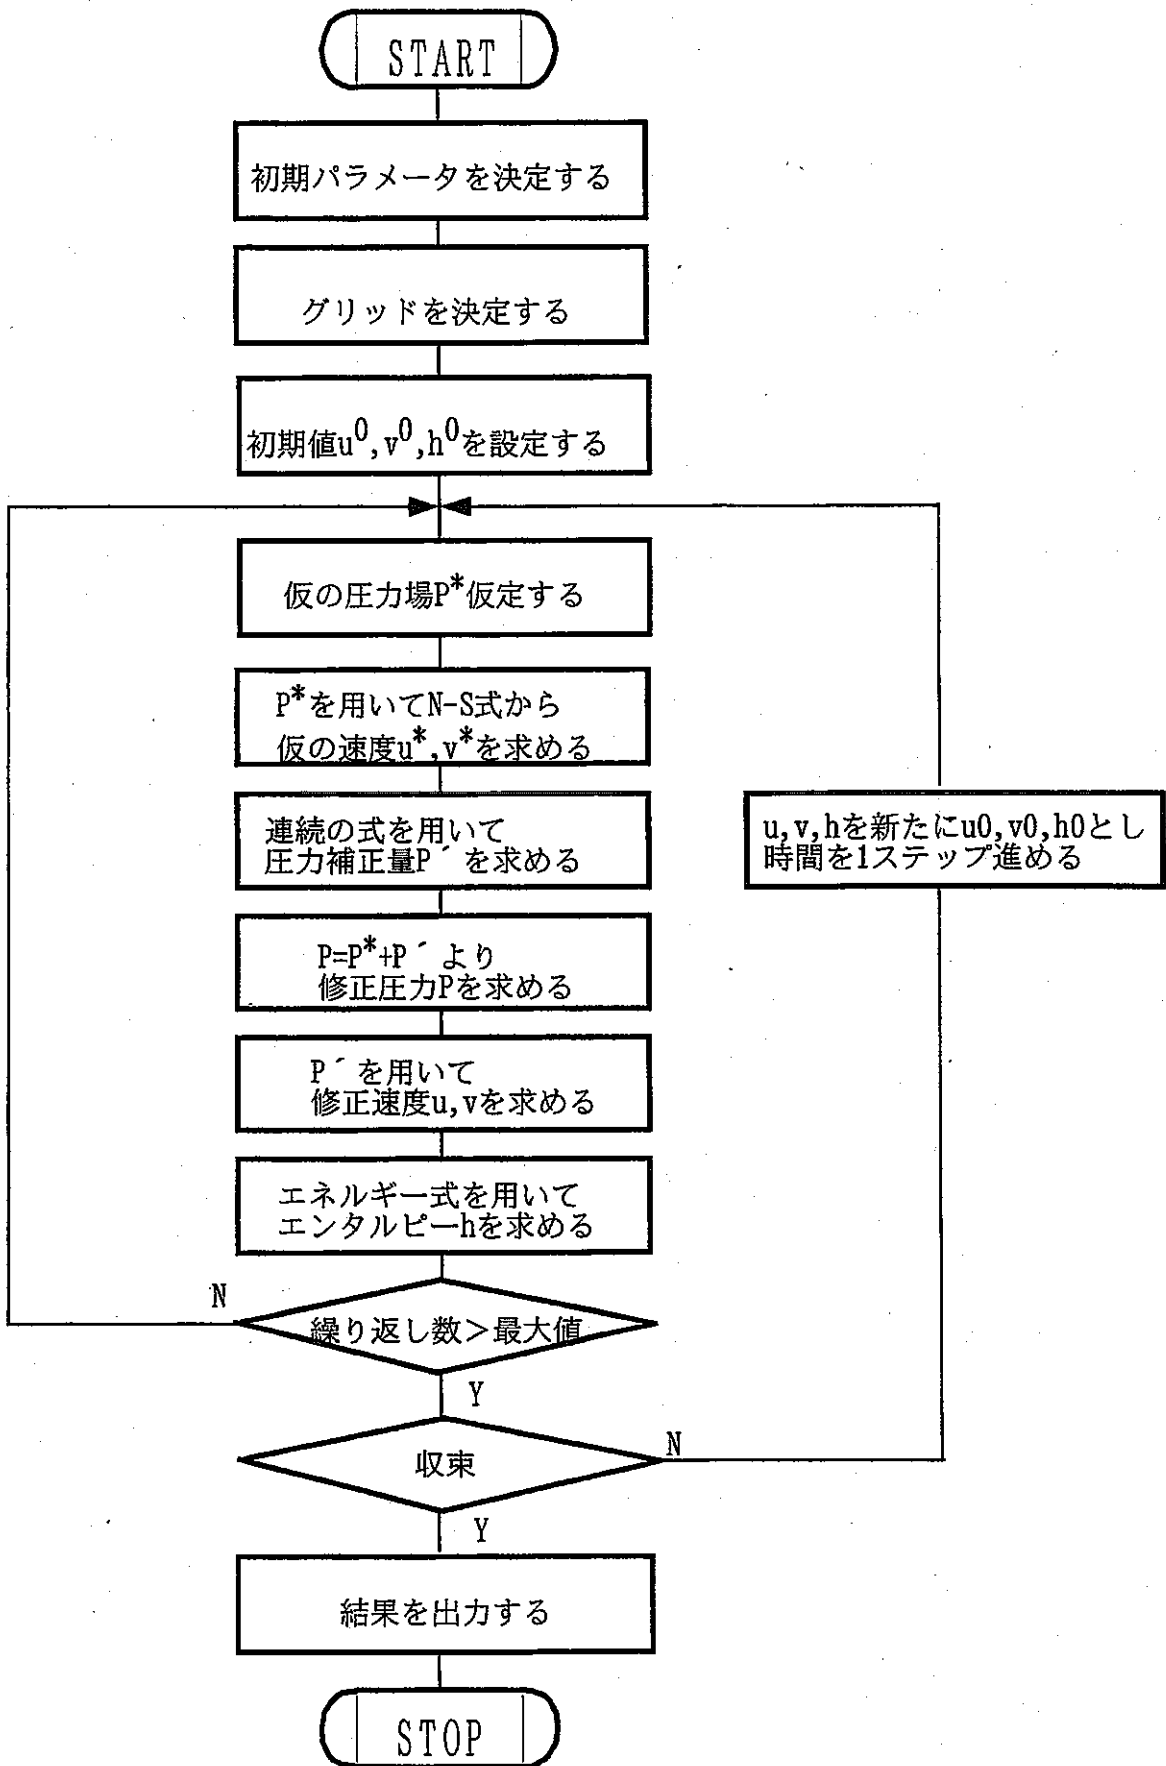 START
初期パラメータを決定する
グリッドを決定する
初期値u⁰,v⁰,h⁰を設定する
仮の圧力場P*仮定する
P*を用いてN-S式から
仮の速度u*,v*を求める
連続の式を用いて
圧力補正量P´を求める
P=P*+P´より
修正圧力Pを求める
P´を用いて
修正速度u,vを求める
エネルギー式を用いて
エンタルピーhを求める
N
繰り返し数>最大値
Y
収束
N
Y
u,v,hを新たにu0,v0,h0とし
時間を1ステップ進める
結果を出力する
STOP